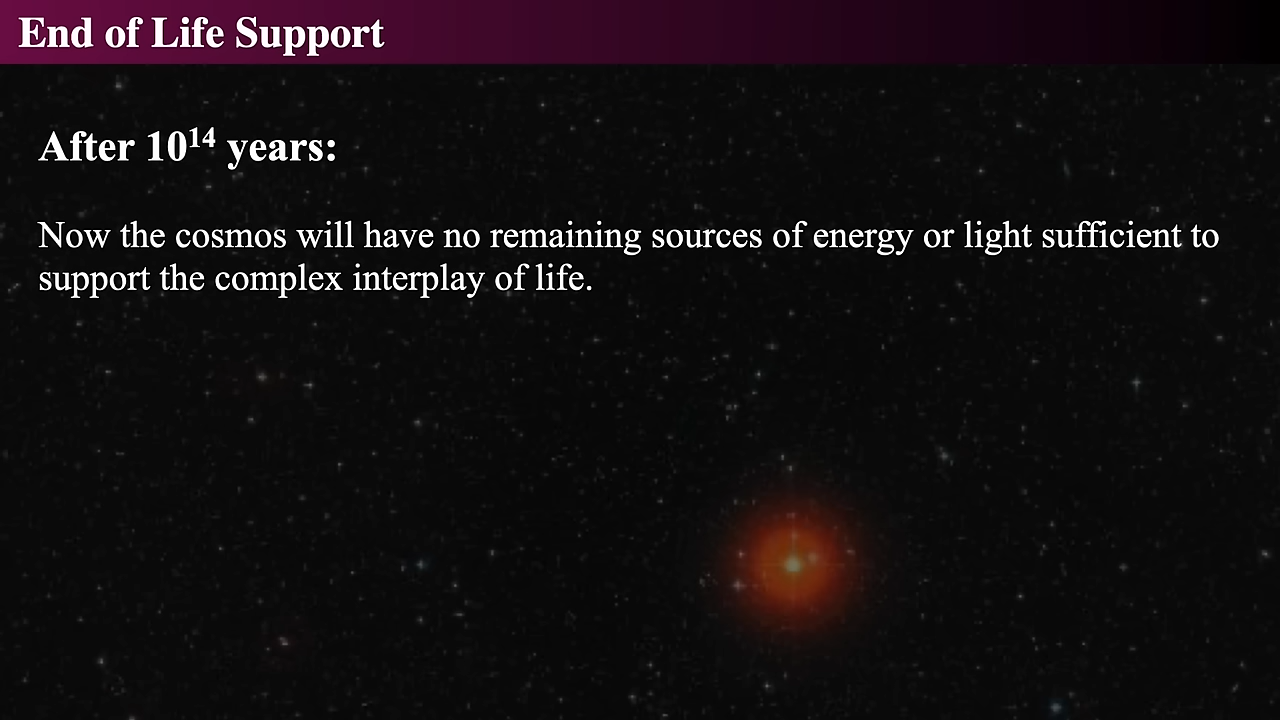 End of Life Support
After 10¹⁴ years:
Now the cosmos will have no remaining sources of energy or light sufficient to
support the complex interplay of life.